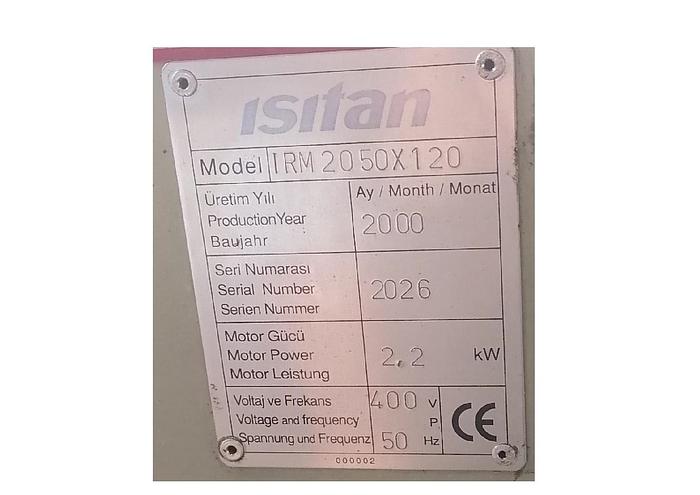 ısıtan
Model IRM 2050X120
Üretim Yılı
Production Year
Baujahr
Ay / Month / Monat
2000
Seri Numarası
Serial Number
Serien Nummer
2026
Motor Gücü
Motor Power
Motor Leistung
2,2 kW
Voltaj ve Frekans
Voltage and frequency
Spannung und Frequenz
400 V
P
50 Hz
CE
000002